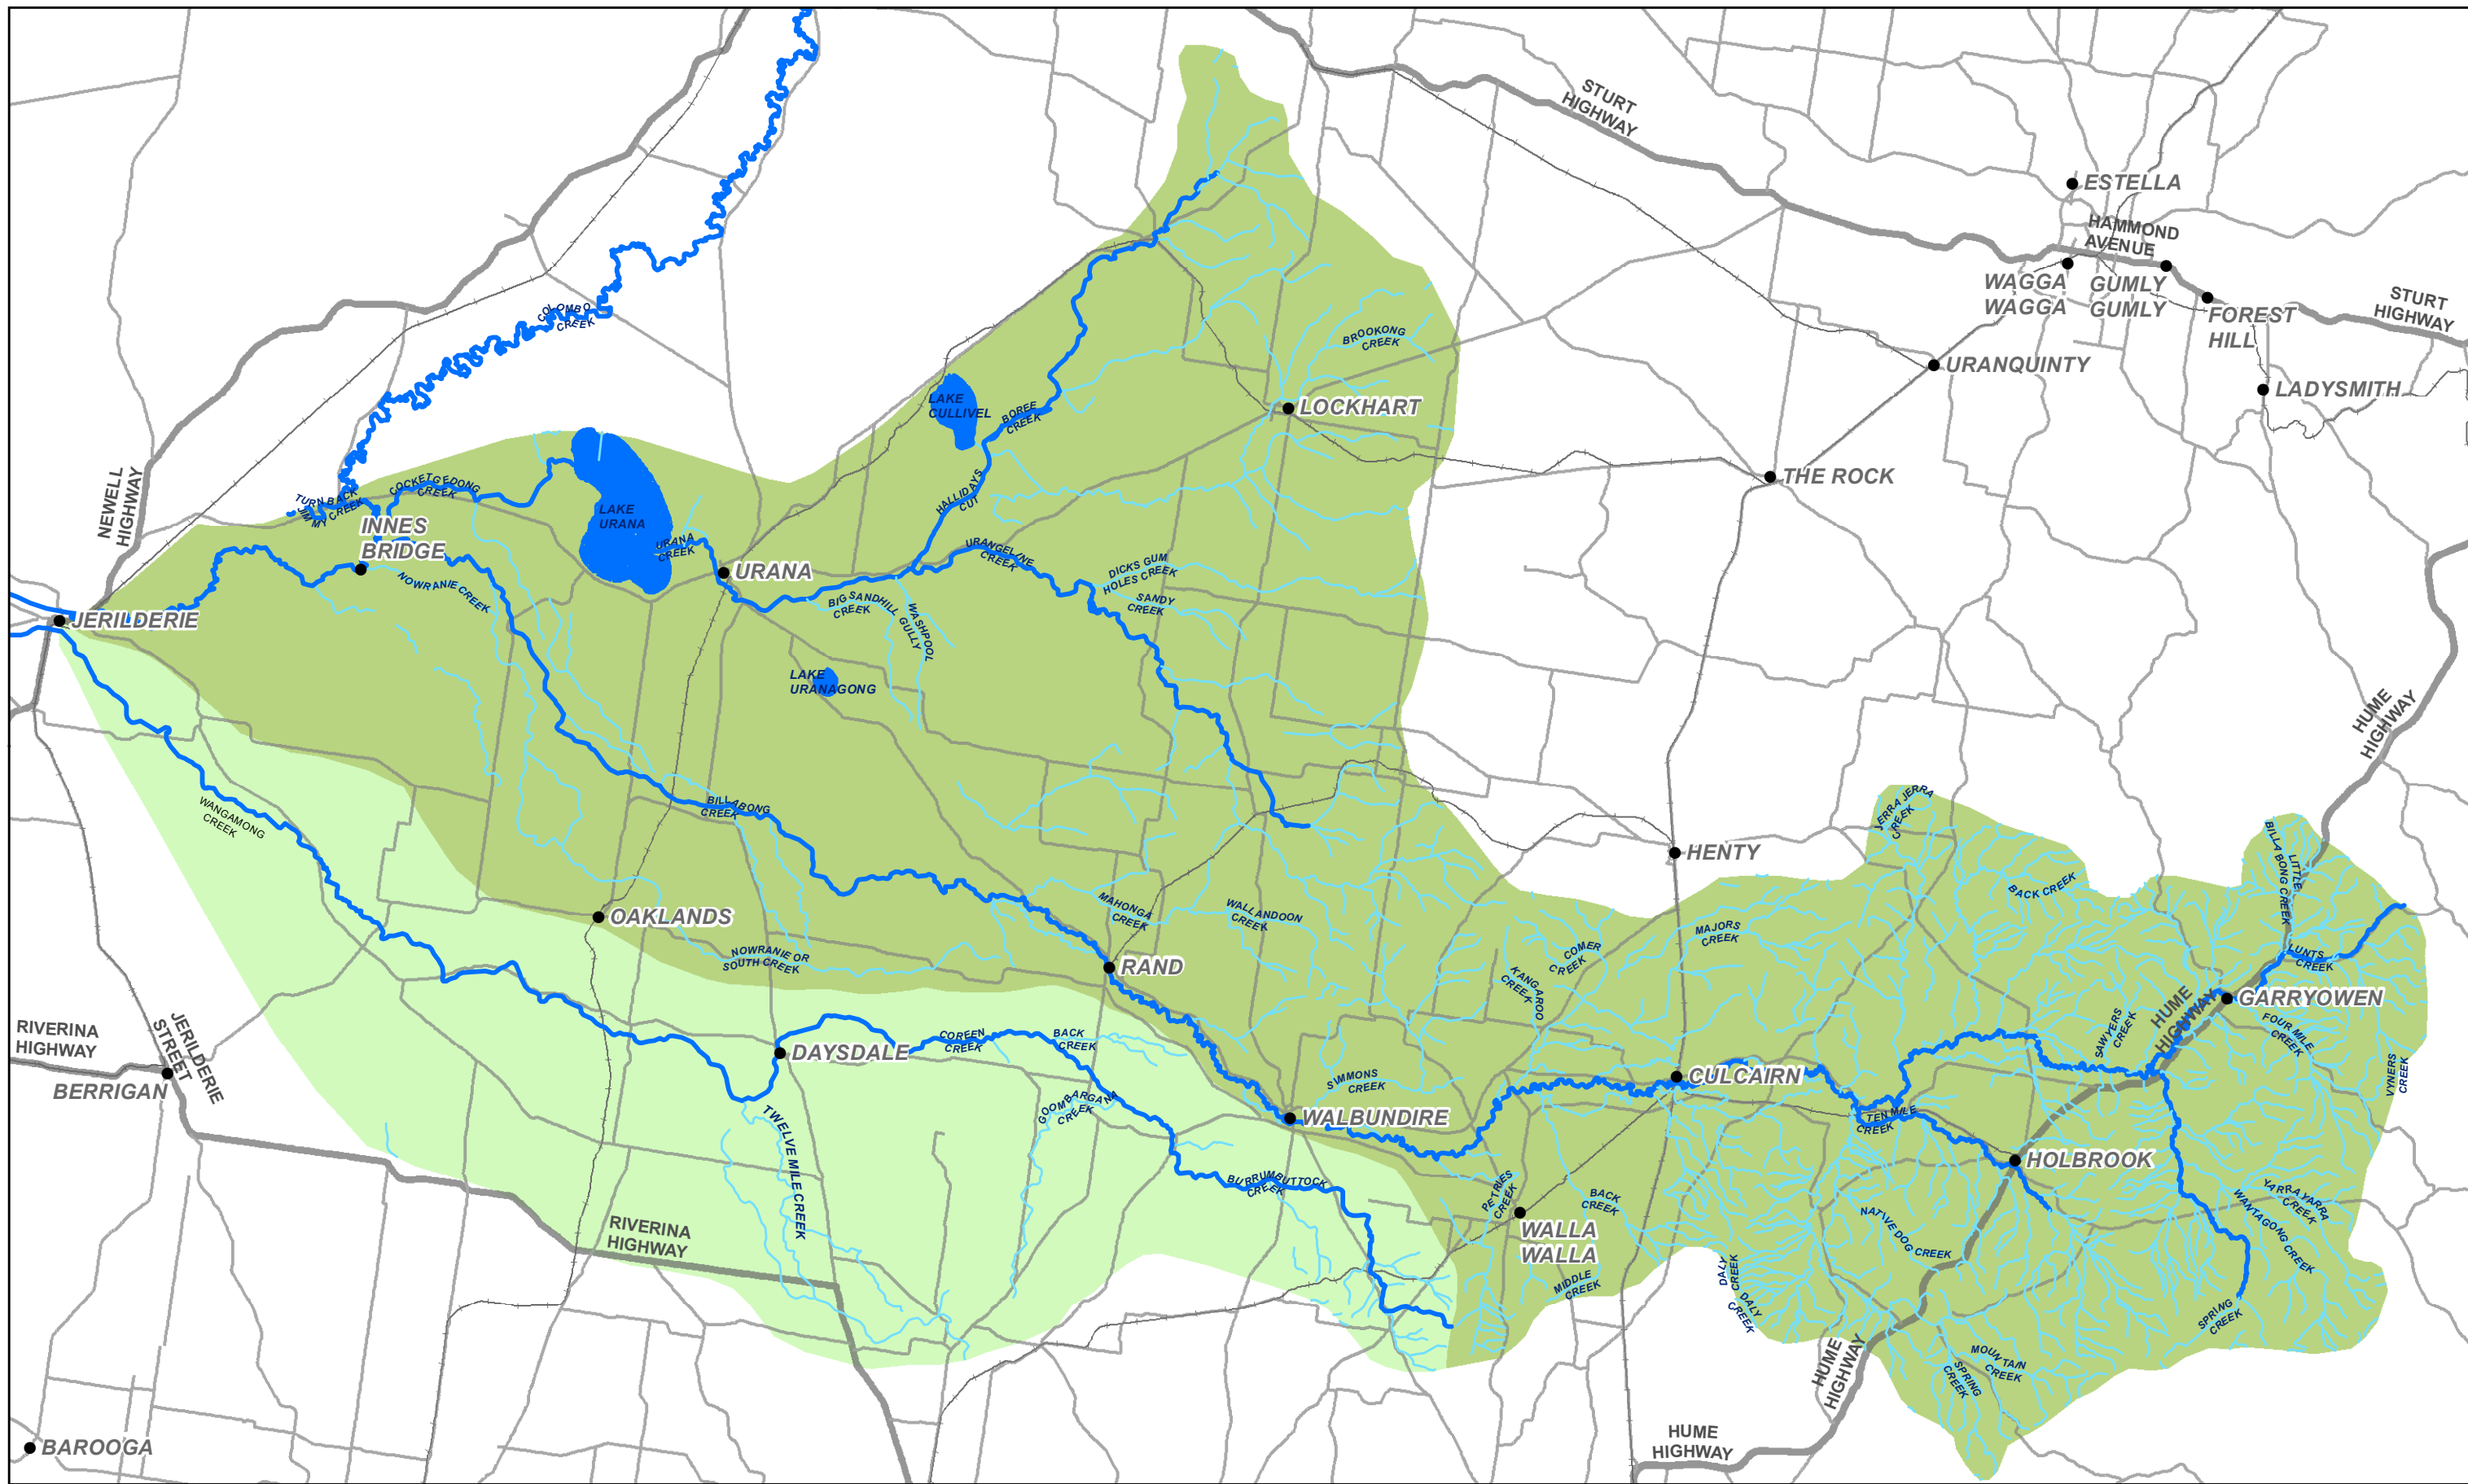 STURT
HIGHWAY
ESTELLA
HAMMOND
AVENUE
WAGGA
WAGGA
GUMLY
GUMLY
FOREST
HILL
STURT
HIGHWAY
COLOMBO
CREEK
BROOKONG
CREEK
URANQUINTY
LADYSMITH
LAKE
CULLIVEL
BOREE
CREEK
LOCKHART
NEWELL
HIGHWAY
TURN BACK
JIMMY CREEK
COCKETGEDONG
CREEK
HALLIDAYS
CUT
THE ROCK
INNES
BRIDGE
LAKE
URANA
URANA
CREEK
URANGELINE
CREEK
NOWRANIE CREEK
URANA
DICKS GUM
HOLES CREEK
SANDY
CREEK
BIG SANDHILL
CREEK
WASHPOOL
GULLY
JERILDERIE
LAKE
URANAGONG
HUME
HIGHWAY
WANGAMONG
CREEK
BILLABONG
CREEK
JERRA JERRA
CREEK
LITTLE
BILLABONG CREEK
HENTY
BACK CREEK
OAKLANDS
MAHONGA
CREEK
WALLANDOON
CREEK
MAJORS
CREEK
COMER
CREEK
NOWRANIE OR
SOUTH CREEK
RAND
KANGAROO
CREEK
LUNTS
CREEK
GARRYOWEN
HUME
HIGHWAY
SAWYERS
CREEK
FOUR MILE
CREEK
VYNERS
CREEK
RIVERINA
HIGHWAY
JERILDERIE
STREET
BERRIGAN
DAYSDALE
COREEN
CREEK
BACK
CREEK
GOOMBARGANA
CREEK
SIMMONS
CREEK
CULCAIRN
WALBUNDIRE
TEN MILE
CREEK
HOLBROOK
TWELVE MILE CREEEK
BURRUMBUTTOCK
CREEK
PETRIES
CREEK
BACK
CREEK
WALLA
WALLA
NATIVE DOG CREEK
YARRA YARRA
CREEK
WANTAGONG CREEK
RIVERINA
HIGHWAY
DALY
CREEK
DALY
CREEK
MIDDLE
CREEK
SPRING
CREEK
HUME
HIGHWAY
MOUNTAIN
CREEK
SPRING
CREEK
HUME
HIGHWAY
BAROOGA